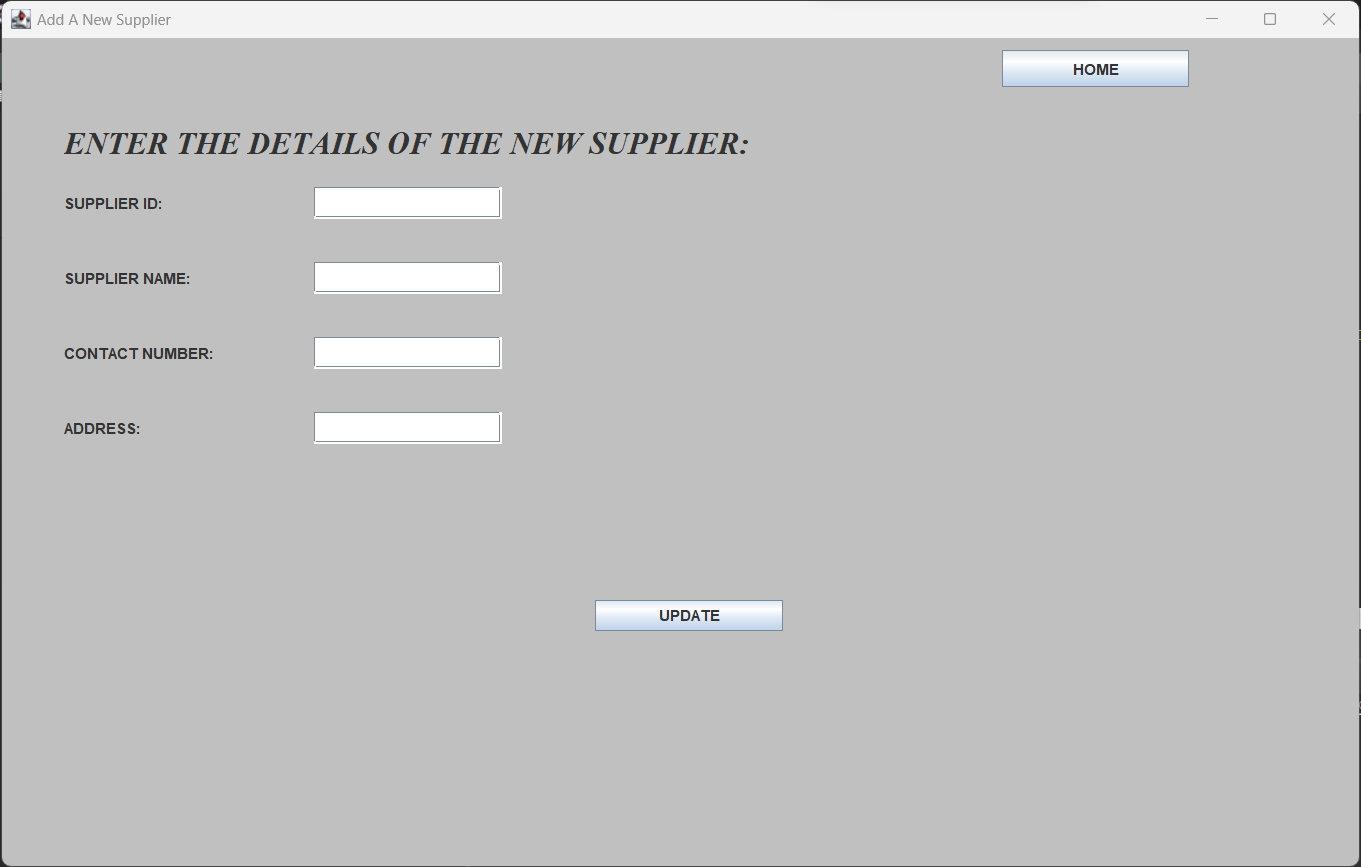 Add A New Supplier
HOME
ENTER THE DETAILS OF THE NEW SUPPLIER:
SUPPLIER ID:
SUPPLIER NAME:
CONTACT NUMBER:
ADDRESS:
UPDATE